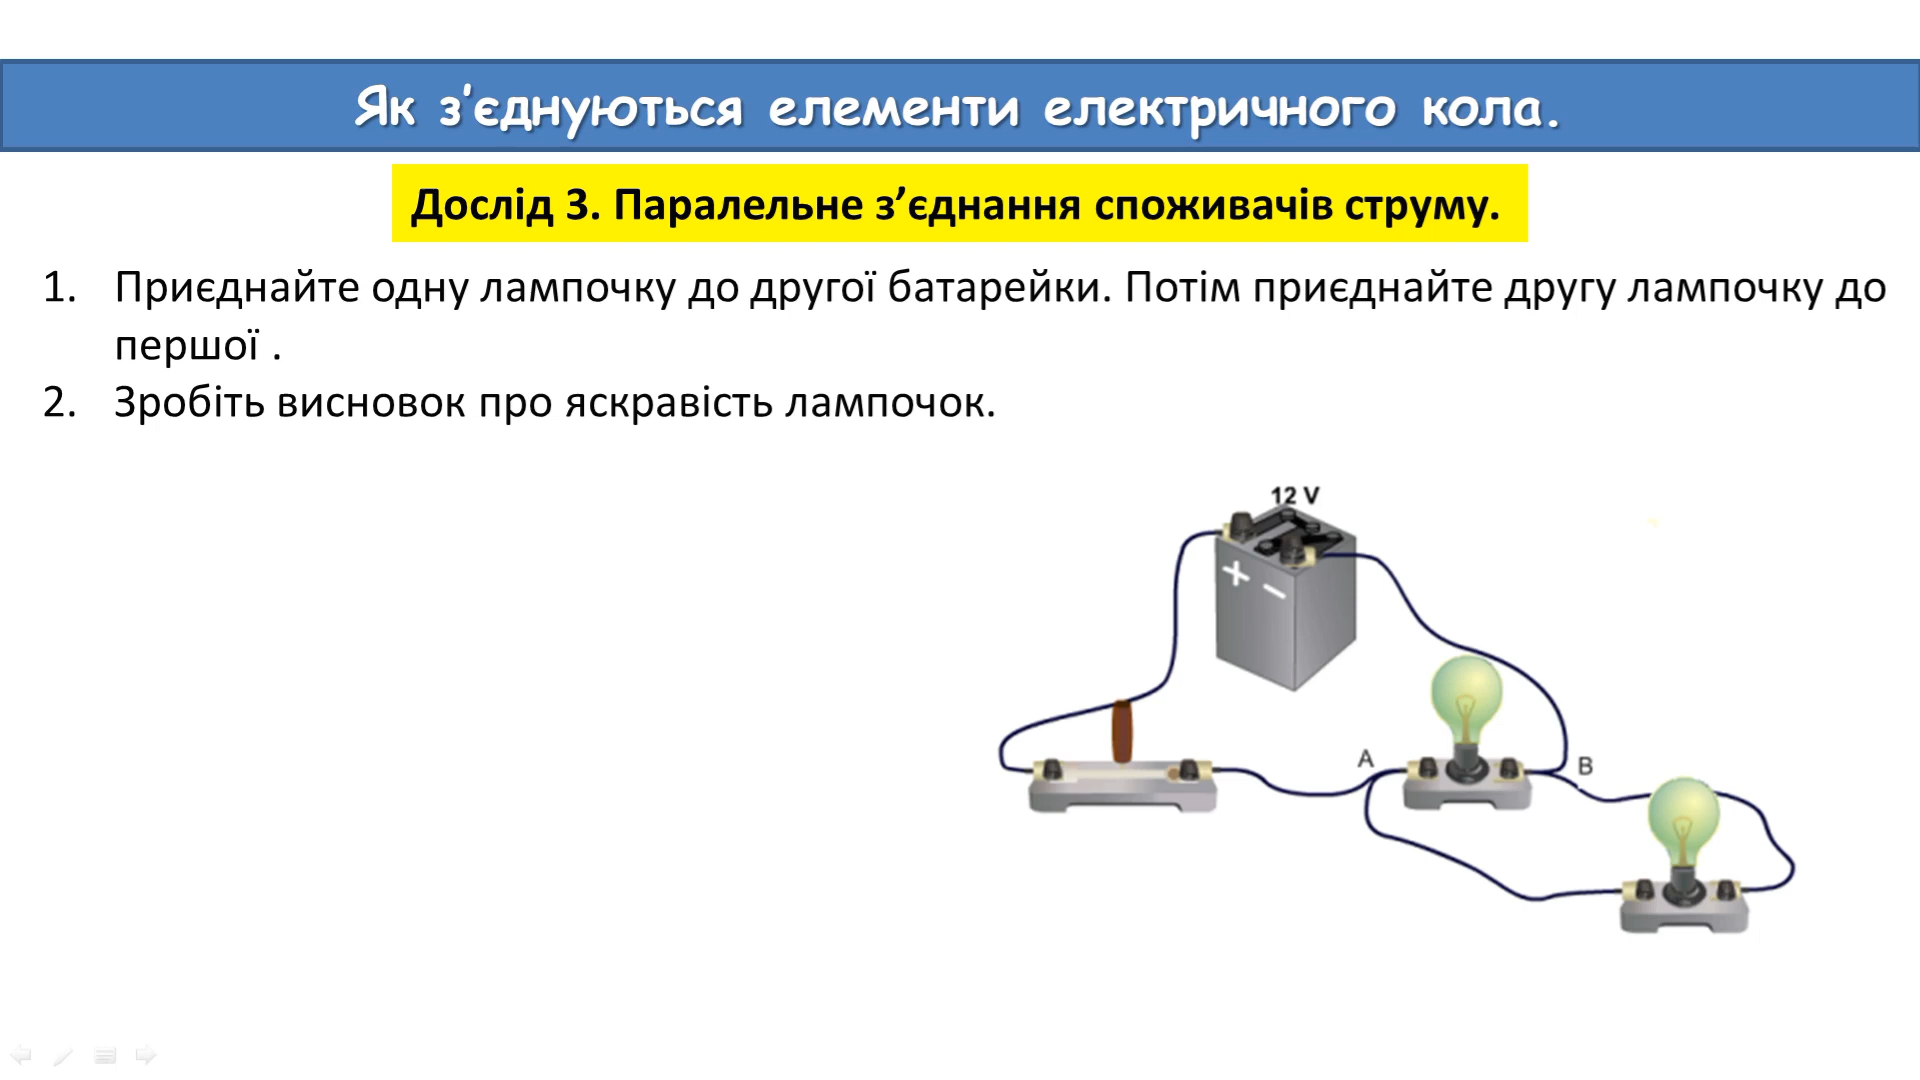 Як з’єднуються елементи електричного кола.
Дослід 3. Паралельне з’єднання споживачів струму.
1. Приєднайте одну лампочку до другої батарейки. Потім приєднайте другу лампочку до
першої .
2. Зробіть висновок про яскравість лампочок.
12 V
+ −
A
B